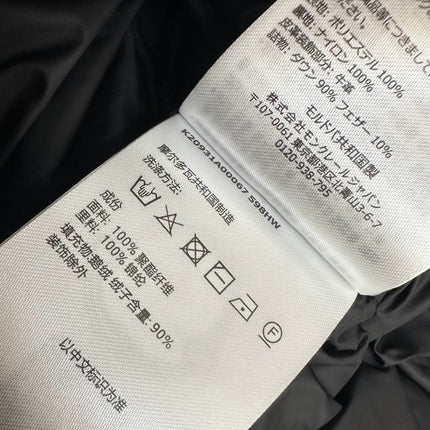 品につきまして
表地: ポリエステル 100%
裏地: ナイロン 100%
皮革装飾部分: 牛革
詰物: ダウン 90% フェザー 10%
モルドバ共和国製
株式会社モンクレールジャパン
〒107-0061 東京都港区北青山3-6-7
0120-938-795
K20931A00067 598HW
摩尔多瓦共和国制造
洗涤方法:
成份
面料: 100% 聚酯纤维
里料: 100% 锦纶
填充物: 鹅绒 绒子含量: 90%
装饰除外
以中文标识为准